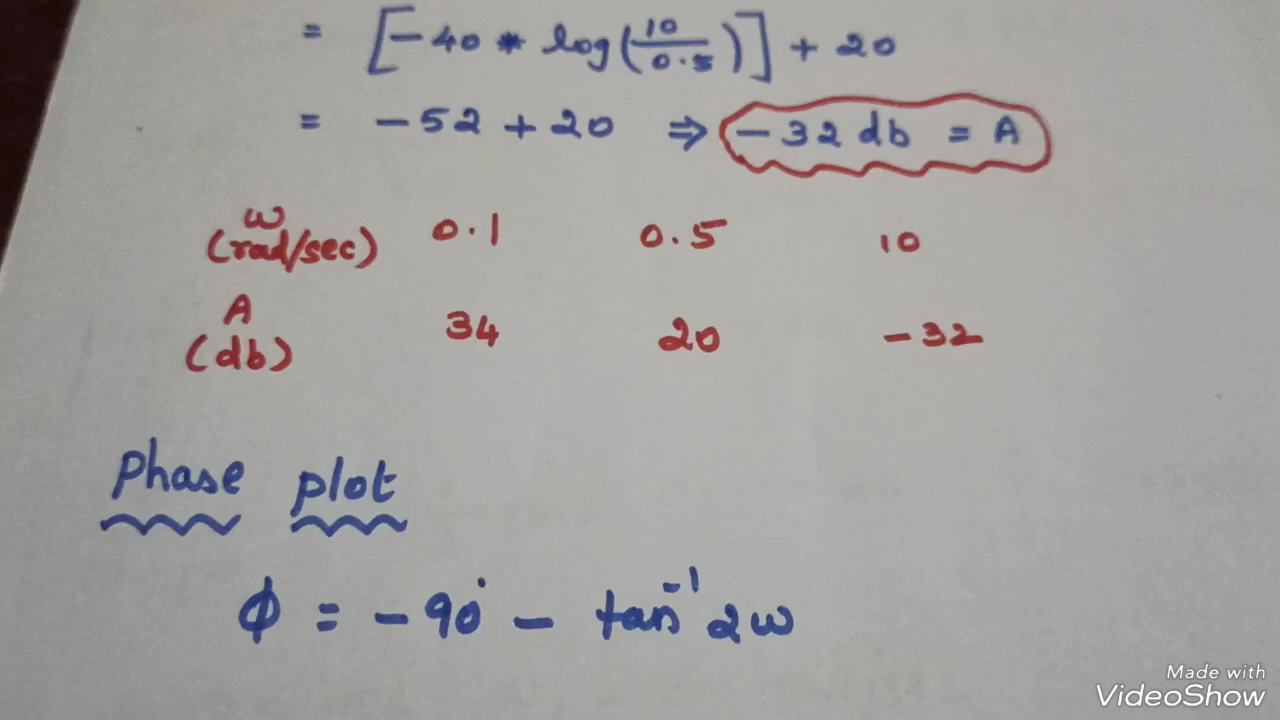 = [-40 * log(10/0.5)] + 20
= -52 + 20 ⇒ -32 db = A
ω (rad/sec) 0.1 0.5 10
A (db) 34 20 -32
Phase plot
ϕ = -90° - tan⁻¹ 2ω
Made with
VideoShow